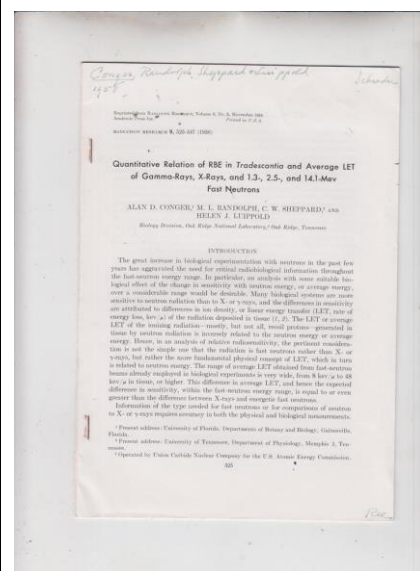 Conger, Randolph, Sheppard + Luippold
1958
Reprinted from RADIATION RESEARCH, Volume 9, No. 5, November 1958
Academic Press Inc. Printed in U.S.A.
RADIATION RESEARCH 9, 525-547 (1958)
Quantitative Relation of RBE in Tradescantia and Average LET
of Gamma-Rays, X-Rays, and 1.3-, 2.5-, and 14.1-Mev
Fast Neutrons
ALAN D. CONGER,¹ M. L. RANDOLPH, C. W. SHEPPARD,² AND
HELEN J. LUIPPOLD
Biology Division, Oak Ridge National Laboratory,³ Oak Ridge, Tennessee
INTRODUCTION
The great increase in biological experimentation with neutrons in the past few
years has aggravated the need for critical radiobiological information throughout
the fast-neutron energy range. In particular, an analysis with some suitable bio-
logical effect of the change in sensitivity with neutron energy, or average energy,
over a considerable range would be desirable. Many biological systems are more
sensitive to neutron radiation than to X- or γ-rays, and the differences in sensitivity
are attributed to differences in ion density, or linear energy transfer (LET, rate of
energy loss, kev/μ) of the radiation deposited in tissue (1, 2). The LET or average
LET of the ionizing radiation—mostly, but not all, recoil protons—generated in
tissue by neutron radiation is inversely related to the neutron energy or average
energy. Hence, in an analysis of relative radiosensitivity, the pertinent considera-
tion is not the simple one that the radiation is fast neutrons rather than X- or
γ-rays, but rather the more fundamental physical concept of LET, which in turn
is related to neutron energy. The range of average LET obtained from fast-neutron
beams already employed in biological experiments is very wide, from 8 kev/μ to 48
kev/μ in tissue, or higher. This difference in average LET, and hence the expected
difference in sensitivity, within the fast-neutron energy range, is equal to or even
greater than the difference between X-rays and energetic fast neutrons.
Information of the type needed for fast neutrons or for comparisons of neutron
to X- or γ-rays requires accuracy in both the physical and biological measurements.
¹ Present address: University of Florida, Departments of Botany and Biology, Gainesville,
Florida.
² Present address: University of Tennessee, Department of Physiology, Memphis 3, Ten-
nessee.
³ Operated by Union Carbide Nuclear Company for the U.S. Atomic Energy Commission.
525